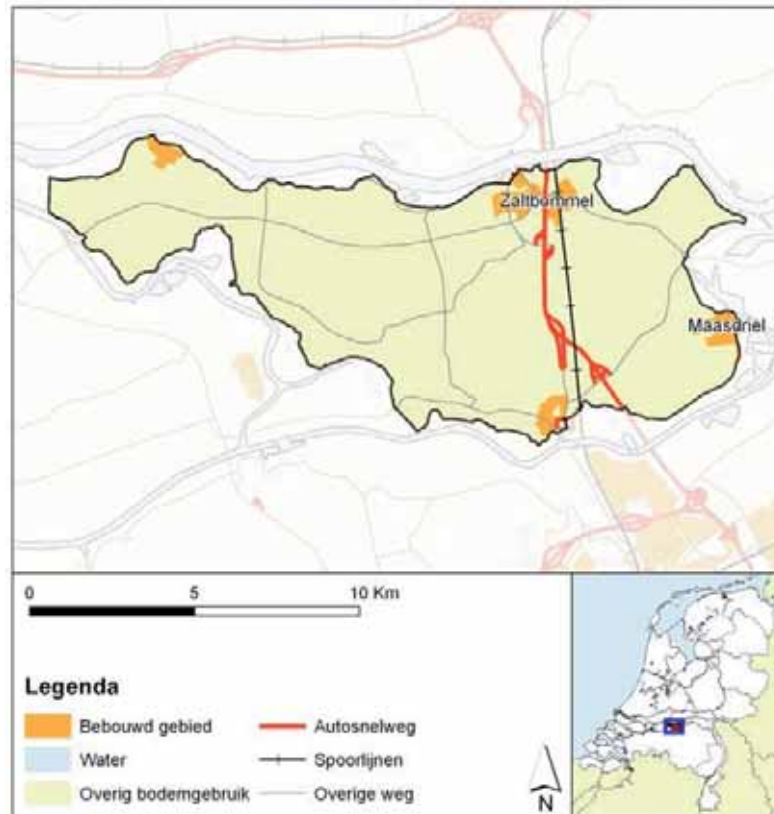 Zaltbommel
Maasdriel
0 5 10 Km
Legenda
Bebouwd gebied
Water
Overig bodemgebruik
Autosnelweg
Spoorlijnen
Overige weg
N